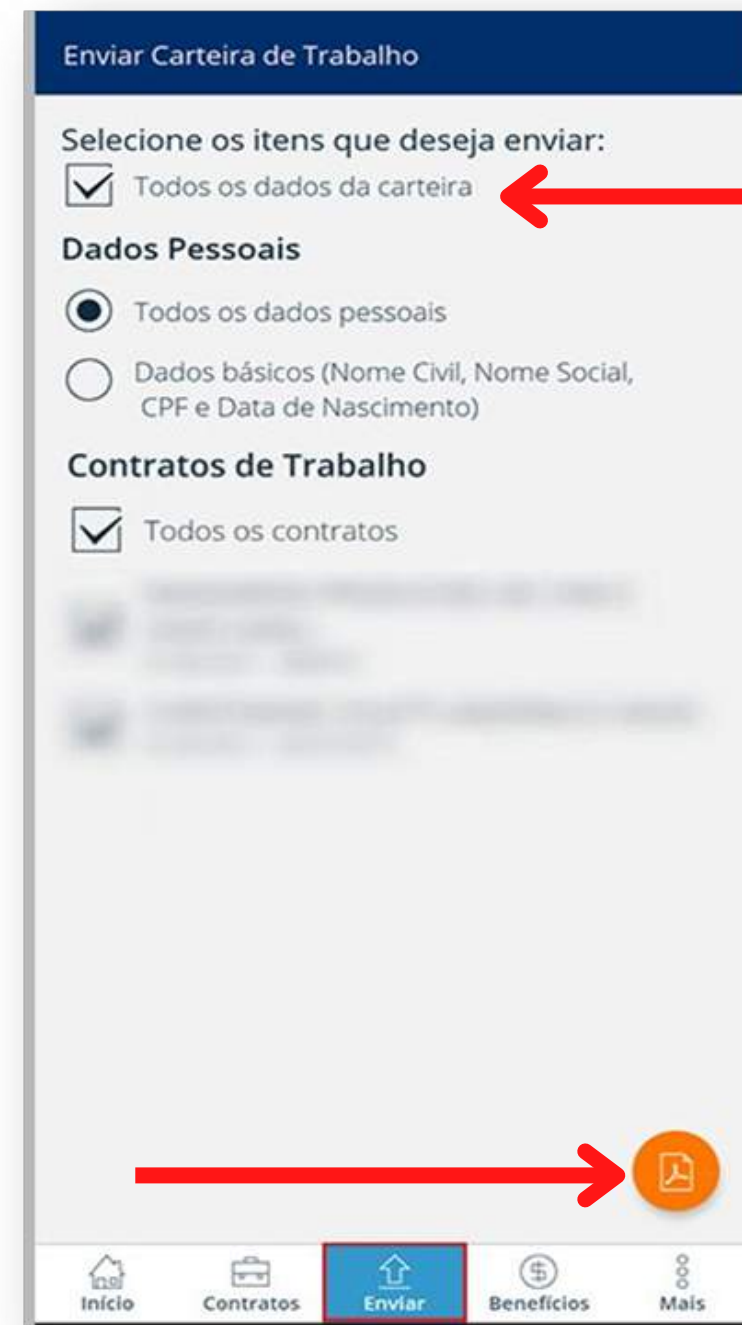 Enviar Carteira de Trabalho
Selecione os itens que deseja enviar:
Todos os dados da carteira
Dados Pessoais
Todos os dados pessoais
Dados básicos (Nome Civil, Nome Social,
CPF e Data de Nascimento)
Contratos de Trabalho
Todos os contratos
Início
Contratos
Enviar
Benefícios
Mais